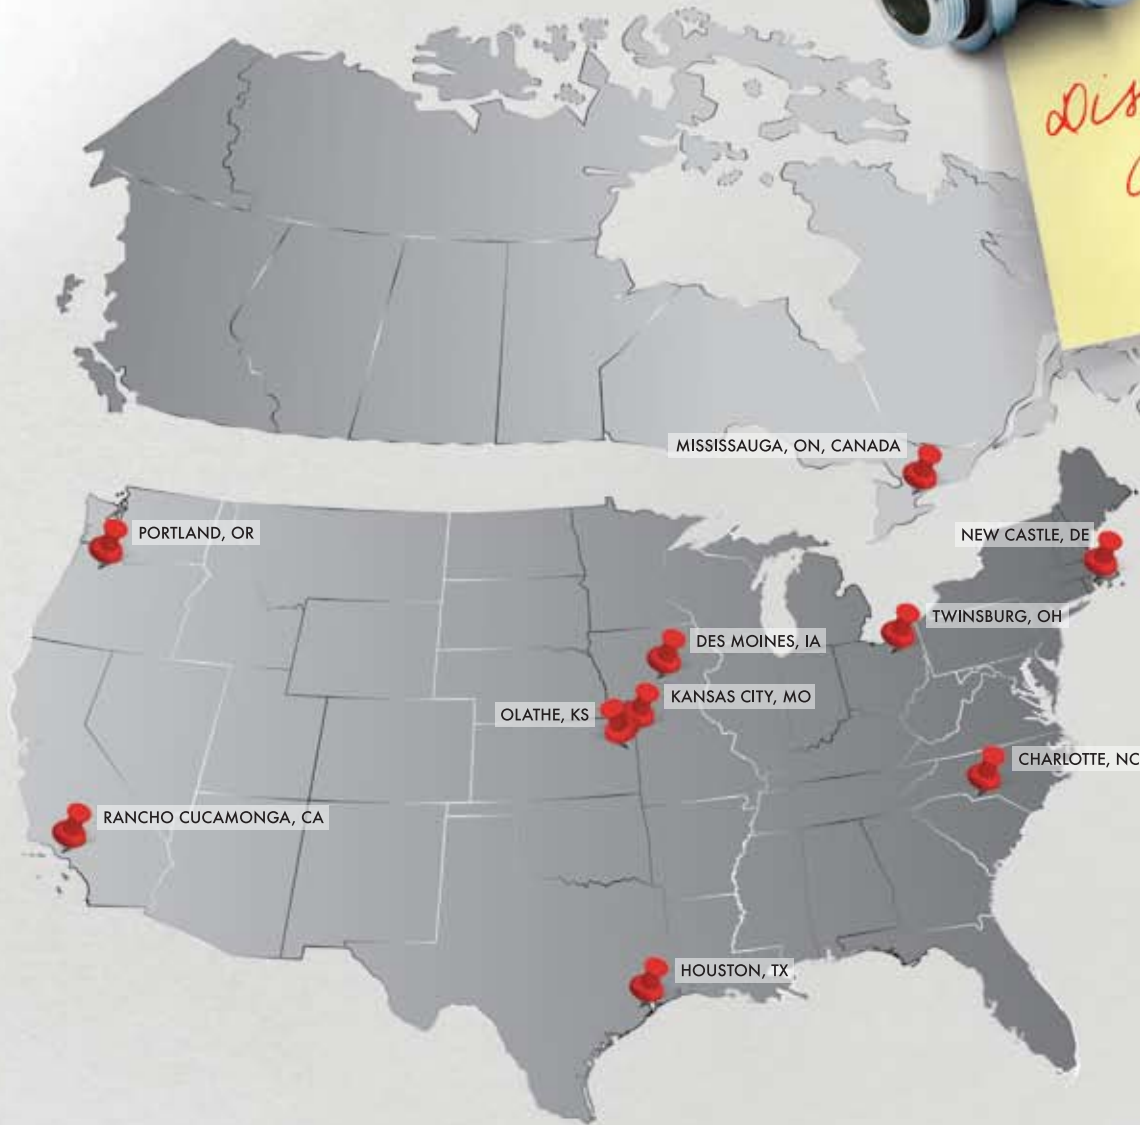 MISSISSAUGA, ON, CANADA
PORTLAND, OR
NEW CASTLE, DE
TWINSBURG, OH
DES MOINES, IA
KANSAS CITY, MO
OLATHE, KS
CHARLOTTE, NC
RANCHO CUCAMONGA, CA
HOUSTON, TX